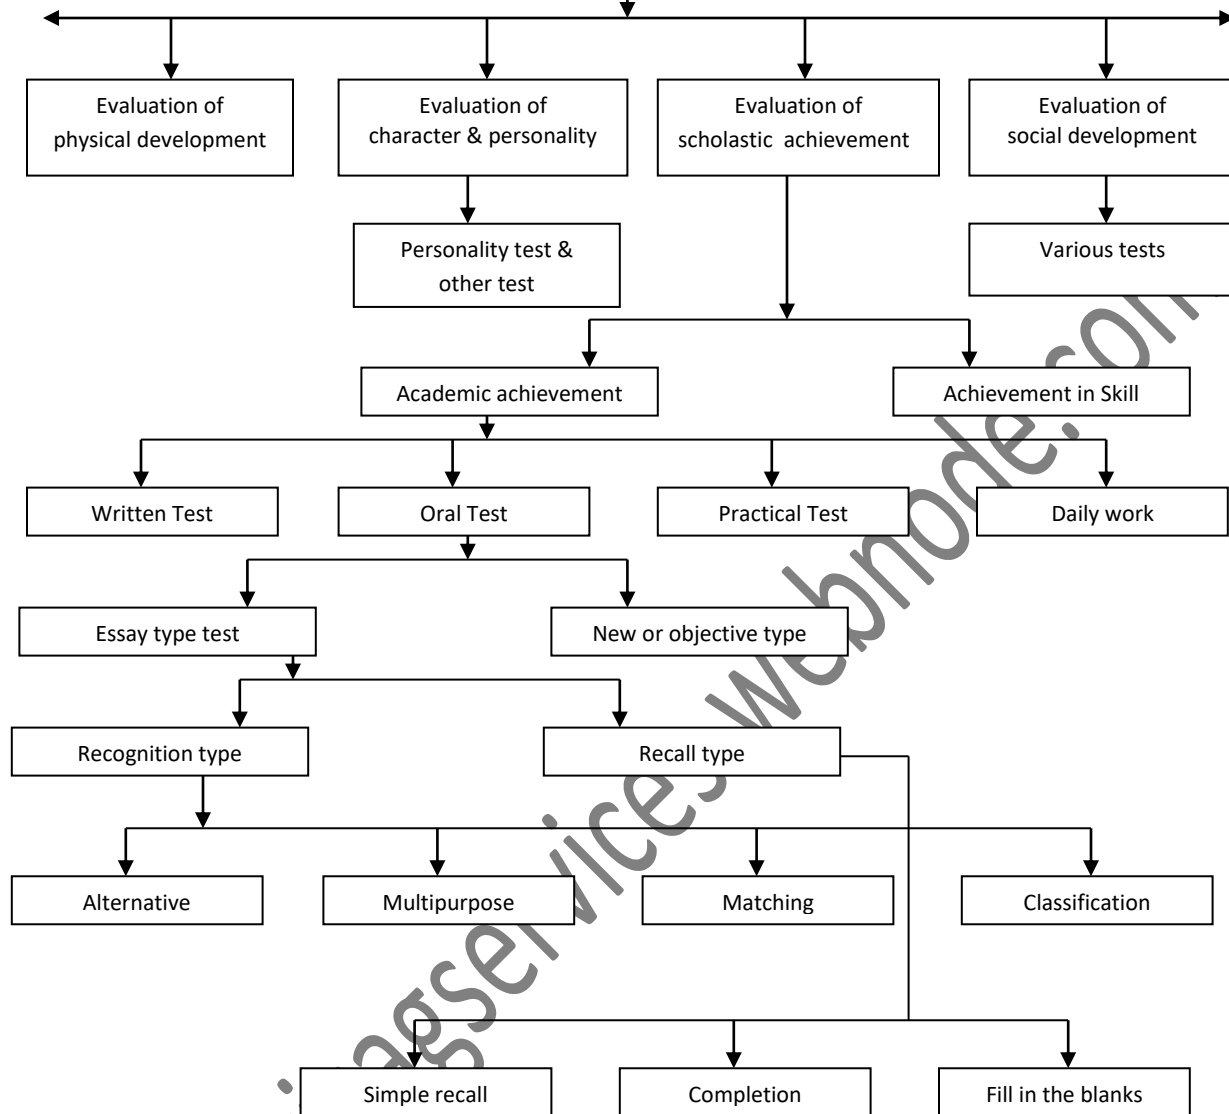 Evaluation of
physical development
Evaluation of
character & personality
Evaluation of
scholastic achievement
Evaluation of
social development
Personality test &
other test
Various tests
Academic achievement
Achievement in Skill
Written Test
Oral Test
Practical Test
Daily work
Essay type test
New or objective type
Recognition type
Recall type
Alternative
Multipurpose
Matching
Classification
Simple recall
Completion
Fill in the blanks